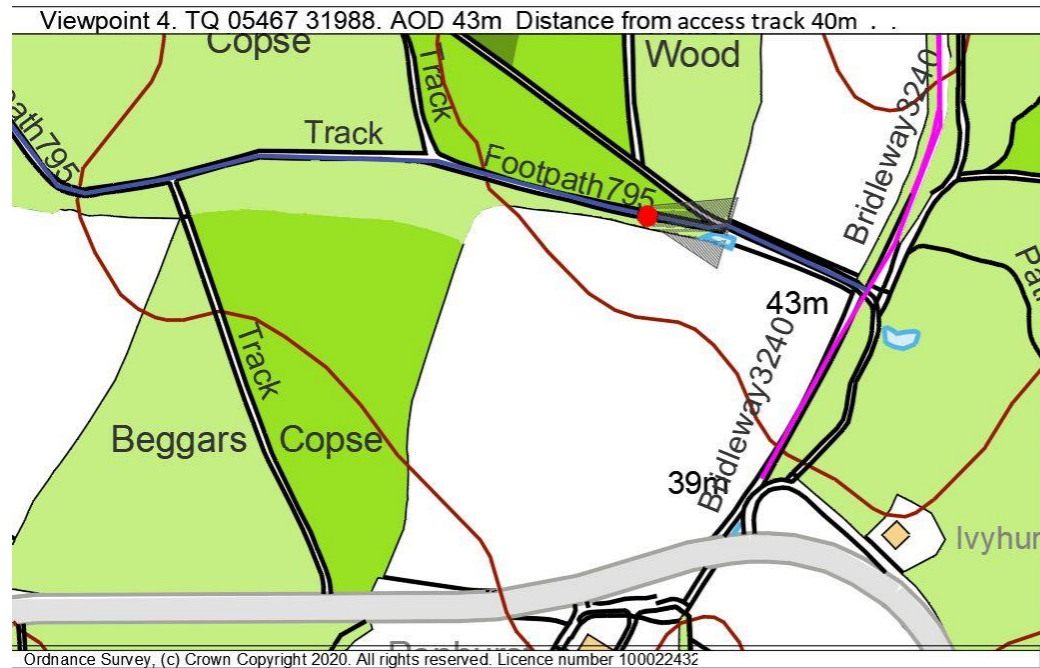 Viewpoint 4. TQ 05467 31988. AOD 43m Distance from access track 40m . .
Copse
Wood
Track
Bridleway3240
Track
Footpath795
43m
Bridleway3240
Track
Beggars Copse
39m
Ordnance Survey, (c) Crown Copyright 2020. All rights reserved. Licence number 100022432